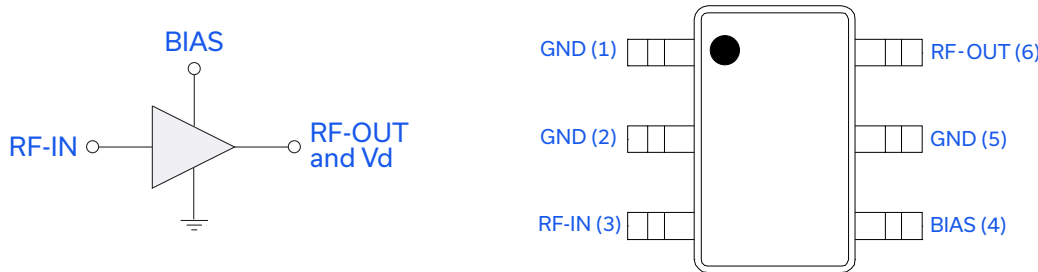 BIAS
RF-IN
RF-OUT
and Vd
GND (1)
RF-OUT (6)
GND (2)
GND (5)
RF-IN (3)
BIAS (4)